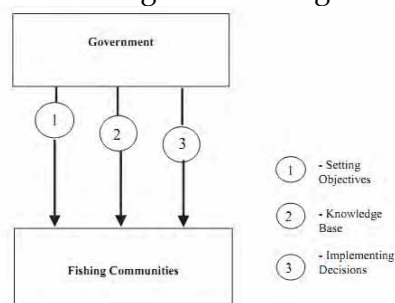 Government
1
2
3
1 - Setting
Objectives
2 - Knowledge
Base
3 - Implementing
Decisions
Fishing Communities